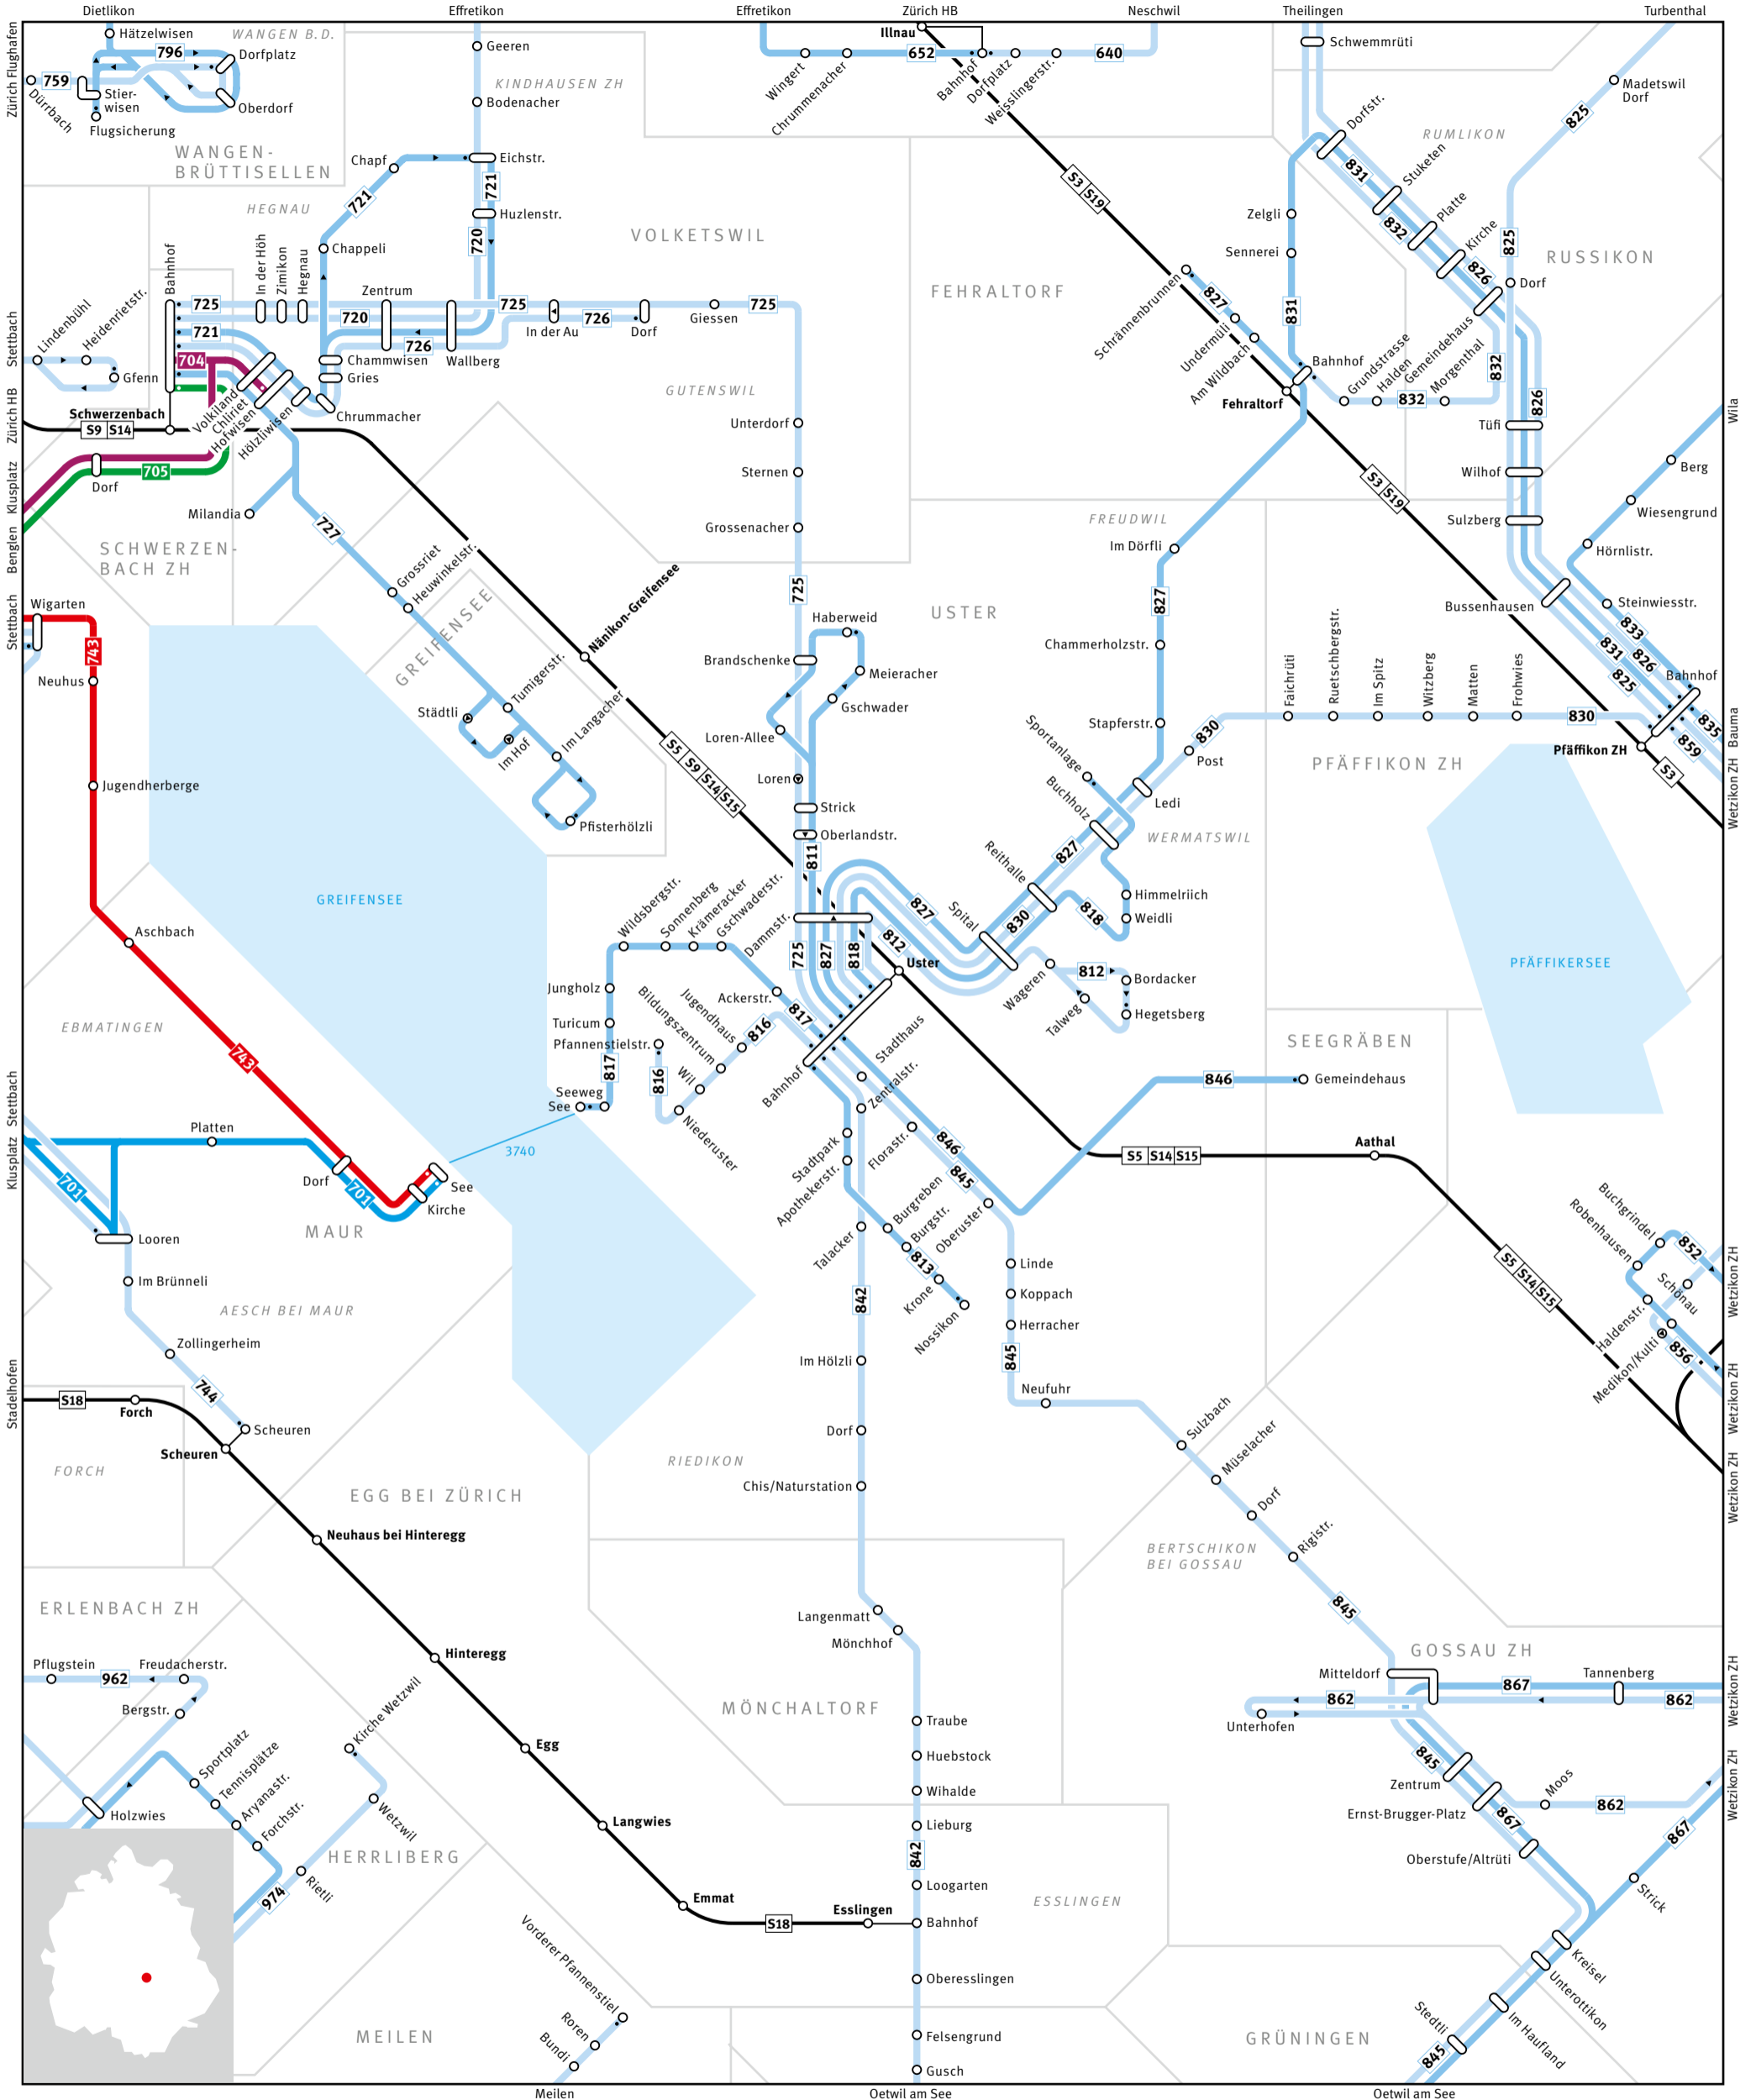 Dietlikon
Effretikon
Effretikon
Zürich HB
Neschwil
Theilingen
Turbenthal
Zürich Flughafen
Stettbach
Zürich HB
Klusplatz
Benglen
Stettbach
Stettbach
Klusplatz
Stadelhofen
Wila
Bauma
Wetzikon ZH
Wetzikon ZH
Wetzikon ZH
Wetzikon ZH
Wetzikon ZH
Wetzikon ZH
Meilen
Oetwil am See
Oetwil am See
Hätzelwisen
WANGEN B.D.
796
Dorfplatz
759
Dürrbach
Stier-
wisen
Oberdorf
Flugsicherung
WANGEN-
BRÜTTISELLEN
Geeren
KINDHAUSEN ZH
Bodenacher
Chapf
Eichstr.
721
721
HEGNAU
Huzlenstr.
720
VOLKETSWIL
Chappeli
Bahnhof
In der Höh
Zimikon
Hegnau
Zentrum
725
725
725
720
726
721
726
704
In der Au
Dorf
Giessen
Wallberg
Chammwisen
Gries
Chrummacher
Lindenbühl
Heidenrietstr.
Gfenn
Schwerzenbach
S9
S14
Volkiland
Chliriet
Hofwisen
Hölzliwisen
705
Dorf
Milandia
727
SCHWERZEN-
BACH ZH
GUTENSWIL
Unterdorf
Sternen
Grossenacher
725
Illnau
652
640
Wingert
Chrummenacher
Bahnhof
Dorfplatz
Weisslingerstr.
S3
S19
FEHRALTORF
Schwemmrüti
Dorfstr.
RUMLIKON
Madetswil
Dorf
825
Stuketen
831
832
Platte
Kirche
826
825
RUSSIKON
Zelgli
Sennerei
831
Dorf
Schrännenbrunnen
827
Undermüli
Am Wildbach
Bahnhof
Fehraltorf
Grundstrasse
Halden
Gemeindehaus
Morgenthal
832
832
826
Tüfi
Wilhof
Sulzberg
S3
S19
Berg
Wiesengrund
Hörnlistr.
Steinwiesstr.
Bussenhausen
833
826
831
825
Bahnhof
835
859
Pfäffikon ZH
S3
FREUDWIL
Im Dörfli
827
Chammerholzstr.
Stapferstr.
830
Post
Faichrüti
Ruetschbergstr.
Im Spitz
Witzberg
Matten
Frohwies
830
PFÄFFIKON ZH
PFÄFFIKERSEE
USTER
Wigarten
743
Neuhus
Jugendherberge
Aschbach
GREIFENSEE
EBMATINGEN
743
Grossriet
Heuwinkelstr.
Nänikon-Greifensee
GREIFENSEE
Tumigerstr.
Städtli
Im Hof
Im Langacher
Pfisterhölzli
S5
S9
S14
S15
Haberweid
Brandschenke
Meieracher
Gschwader
Loren-Allee
Loren
Strick
Oberlandstr.
811
Dammstr.
725
827
818
812
827
Uster
Spital
830
Reithalle
827
Buchholz
Sportanlage
Ledi
WERMATSWIL
Himmelriich
Weidli
818
Wageren
812
Bordacker
Talweg
Hegetsberg
Wildsbergstr.
Sonnenberg
Krämeracker
Gschwaderstr.
Ackerstr.
817
Jungholz
Turicum
Pfannenstielstr.
817
816
816
Jugendhaus
Bildungszentrum
Wil
Niederuster
Seeweg
See
Bahnhof
Stadthaus
Zentralstr.
Stadtpark
Apothekerstr.
Florastr.
846
845
Talacker
Burgreben
Burgstr.
813
Krone
Nossikon
Oberuster
SEEGRÄBEN
846
Gemeindehaus
S5
S14
S15
Aathal
S5
S14
S15
Linde
Koppach
Herracher
845
Neufuhr
842
Im Hölzli
Dorf
Chis/Naturstation
RIEDIKON
3740
Platten
Dorf
701
701
See
Kirche
MAUR
Looren
Im Brünneli
AESCH BEI MAUR
Zollingerheim
744
Scheuren
S18
Forch
Scheuren
FORCH
EGG BEI ZÜRICH
Neuhaus bei Hinteregg
Hinteregg
Egg
Langwies
Emmat
S18
Esslingen
Buchgrindel
Robenhausen
852
Schönau
Haldenstr.
Medikon/Kulti
856
Sulzbach
Müselacher
Dorf
Rigistr.
BERTSCHIKON
BEI GOSSAU
845
GOSSAU ZH
Mitteldorf
867
Tannenberg
862
862
Unterhofen
845
Zentrum
Ernst-Brugger-Platz
Moos
862
867
867
Oberstufe/Altrüti
Strick
Kreisel
Unterottikon
Im Haufland
Stedtli
845
GRÜNINGEN
Langenmatt
Mönchhof
MÖNCHALTORF
Traube
Huebstock
Wihalde
Lieburg
842
Loogarten
Bahnhof
ESSLINGEN
Oberesslingen
Felsengrund
Gusch
ERLENBACH ZH
Pflugstein
962
Freudacherstr.
Bergstr.
Sportplatz
Tennisplätze
Aryanastr.
Forchstr.
Holzwies
Kirche Wetzwil
Wetzwil
HERRLIBERG
Rietli
974
MEILEN
Vorderer Pfannenstiel
Roren
Bundi